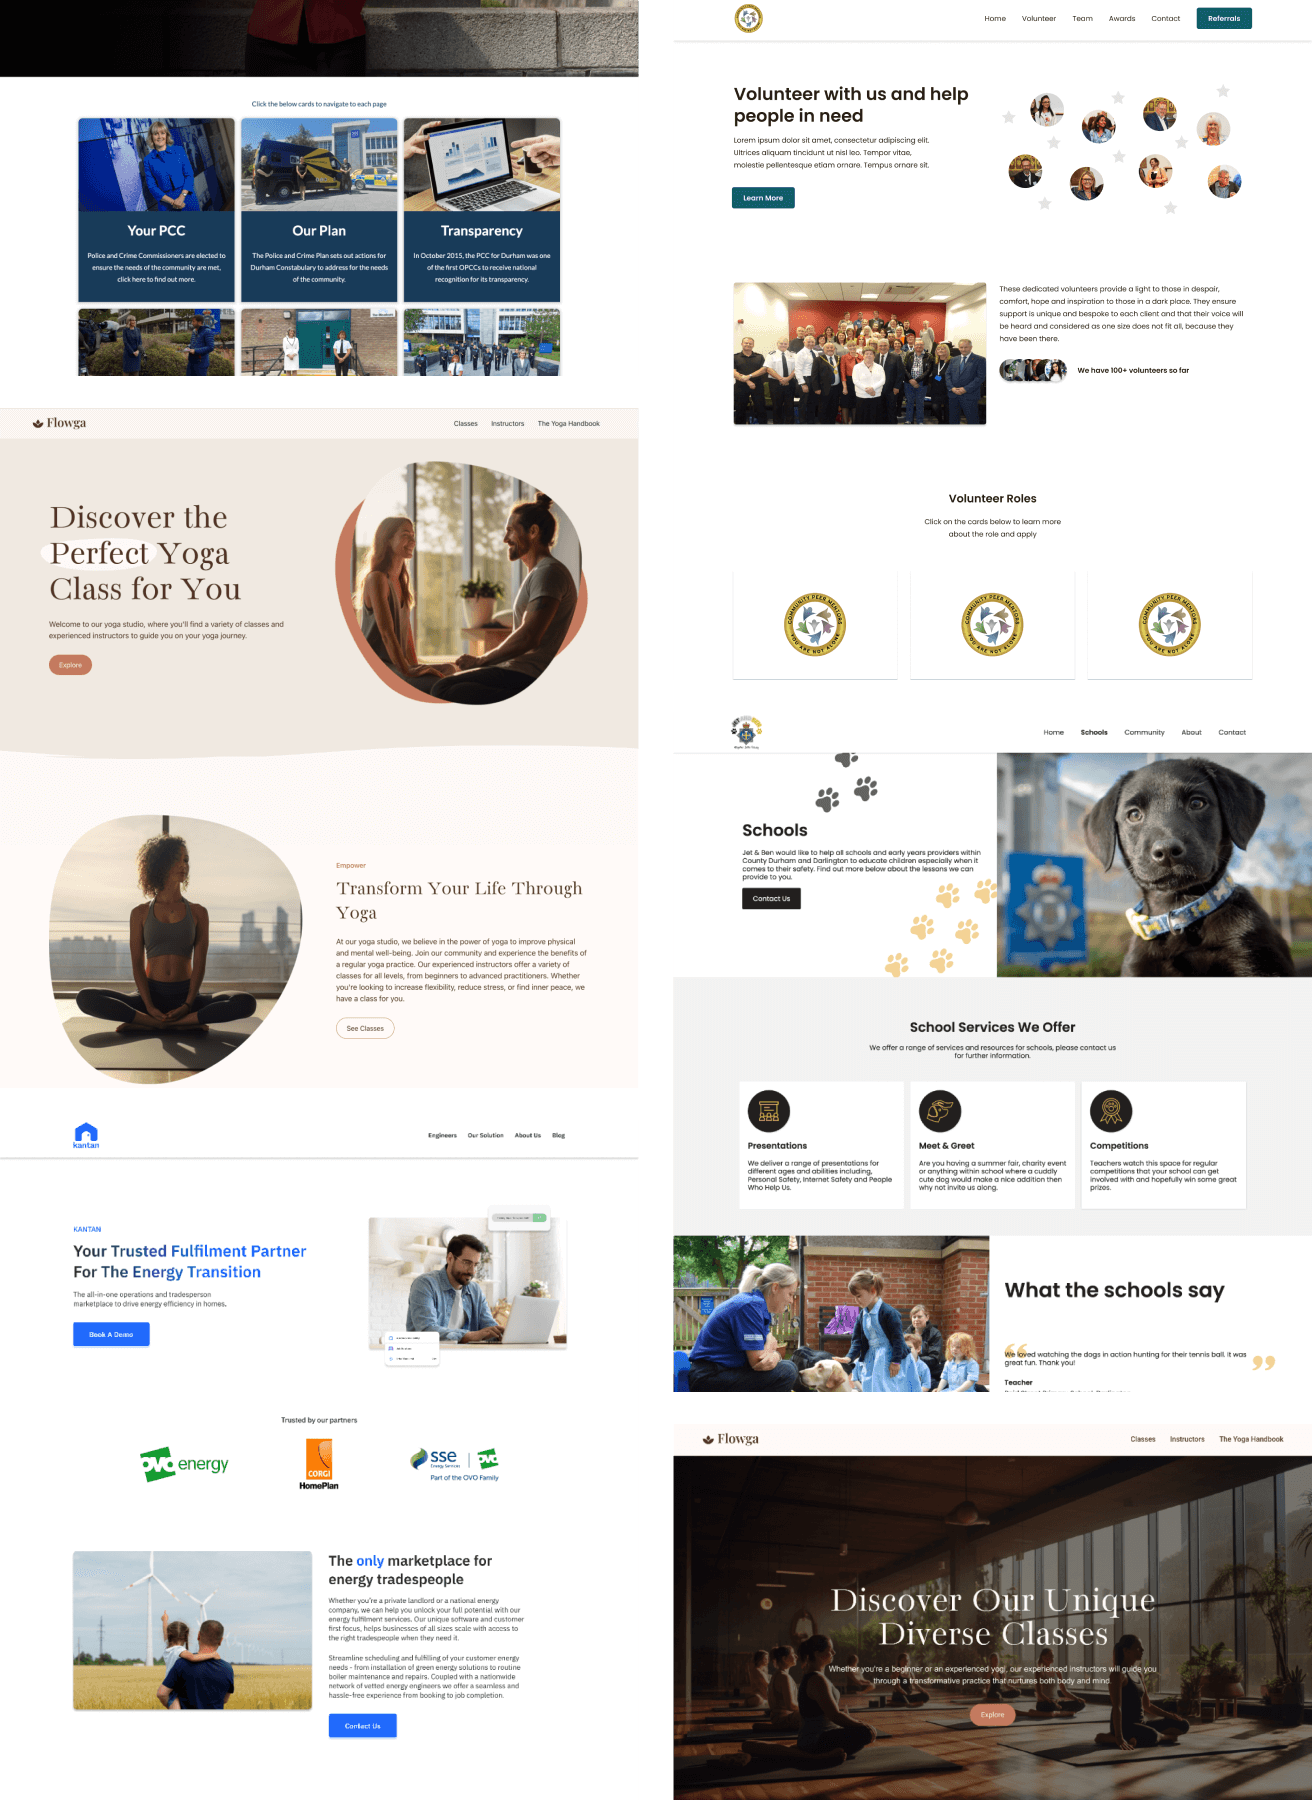 Click the below cards to navigate to each page
Your PCC
Police and Crime Commissioners are elected to
ensure the needs of the community are met,
click here to find out more.
Our Plan
The Police and Crime Plan sets out actions for
Durham Constabulary to address for the needs
of the community.
Transparency
In October 2015, the PCC for Durham was one
of the first OPCCs to receive national
recognition for its transparency.
Flowga
Classes Instructors The Yoga Handbook
Discover the
Perfect Yoga
Class for You
Welcome to our yoga studio, where you'll find a variety of classes and
experienced instructors to guide you on your yoga journey.
Explore
Empower
Transform Your Life Through
Yoga
At our yoga studio, we believe in the power of yoga to improve physical
and mental well-being. Join our community and experience the benefits of
a regular yoga practice. Our experienced instructors offer a variety of
classes for all levels, from beginners to advanced practitioners. Whether
you're looking to increase flexibility, reduce stress, or find inner peace, we
have a class for you.
See Classes
kantan
Engineers Our Solution About Us Blog
KANTAN
Your Trusted Fulfilment Partner
For The Energy Transition
The all-in-one operations and tradesperson
marketplace to drive energy efficiency in homes.
Book A Demo
Trusted by our partners
ovo energy
CORGI
HomePlan
sse
Energy Services
ovo
Part of the OVO Family
The only marketplace for
energy tradespeople
Whether you're a private landlord or a national energy
company, we can help you unlock your full potential with our
energy fulfilment services. Our unique software and customer
first focus, helps businesses of all sizes scale with access to
the right tradespeople when they need it.
Streamline scheduling and fulfilling of your customer energy
needs - from installation of green energy solutions to routine
boiler maintenance and repairs. Coupled with a nationwide
network of vetted energy engineers we offer a seamless and
hassle-free experience from booking to job completion.
Contact Us
Home Volunteer Team Awards Contact Referrals
Volunteer with us and help
people in need
Lorem ipsum dolor sit amet, consectetur adipiscing elit.
Ultrices aliquam tincidunt ut nisl leo. Tempor vitae,
molestie pellentesque etiam ornare. Tempus ornare sit.
Learn More
These dedicated volunteers provide a light to those in despair,
comfort, hope and inspiration to those in a dark place. They ensure
support is unique and bespoke to each client and that their voice will
be heard and considered as one size does not fit all, because they
have been there.
We have 100+ volunteers so far
Volunteer Roles
Click on the cards below to learn more
about the role and apply
COMMUNITY PEER MENTORS
YOU ARE NOT ALONE
COMMUNITY PEER MENTORS
YOU ARE NOT ALONE
COMMUNITY PEER MENTORS
YOU ARE NOT ALONE
JET
Home Schools Community About Contact
Schools
Jet & Ben would like to help all schools and early years providers within
County Durham and Darlington to educate children especially when it
comes to their safety. Find out more below about the lessons we can
provide to you.
Contact Us
School Services We Offer
We offer a range of services and resources for schools, please contact us
for further information.
Presentations
We deliver a range of presentations for
different ages and abilities including,
Personal Safety, Internet Safety and People
Who Help Us.
Meet & Greet
Are you having a summer fair, charity event
or anything within school where a cuddly
cute dog would make a nice addition then
why not invite us along.
Competitions
Teachers watch this space for regular
competitions that your school can get
involved with and hopefully win some great
prizes.
What the schools say
We loved watching the dogs in action hunting for their tennis ball. It was
great fun. Thank you!
Teacher
Flowga
Classes Instructors The Yoga Handbook
Discover Our Unique
Diverse Classes
Whether you're a beginner or an experienced yogi, our experienced instructors will guide you
through a transformative practice that nurtures both body and mind.
Explore